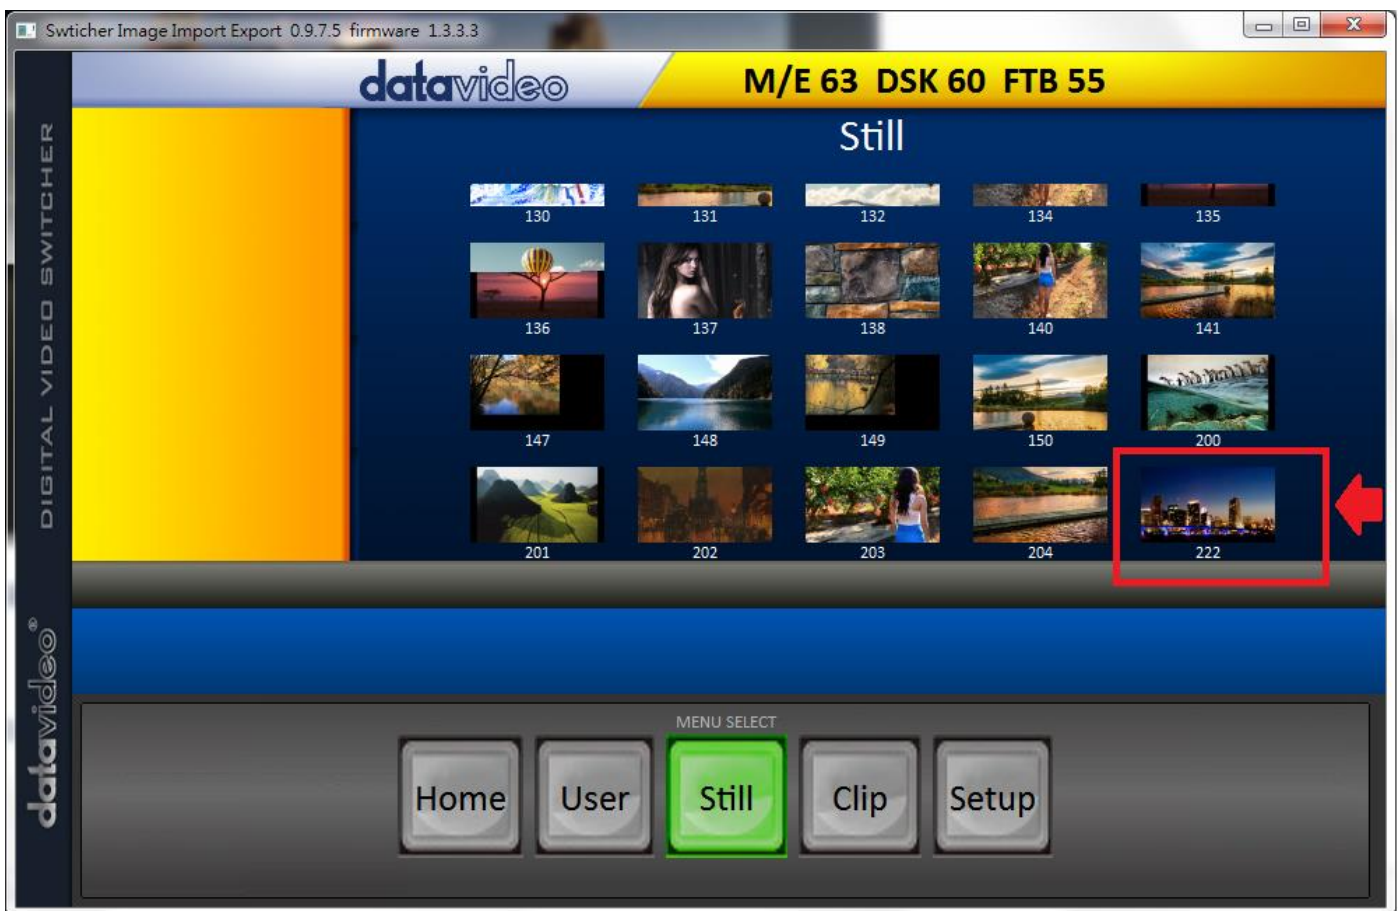 Swticher Image Import Export 0.9.7.5 firmware 1.3.3.3
datavideo
M/E 63 DSK 60 FTB 55
DIGITAL VIDEO SWITCHER
datavideo®
Still
130 131 132 134 135
136 137 138 140 141
147 148 149 150 200
201 202 203 204 222
MENU SELECT
Home User Still Clip Setup